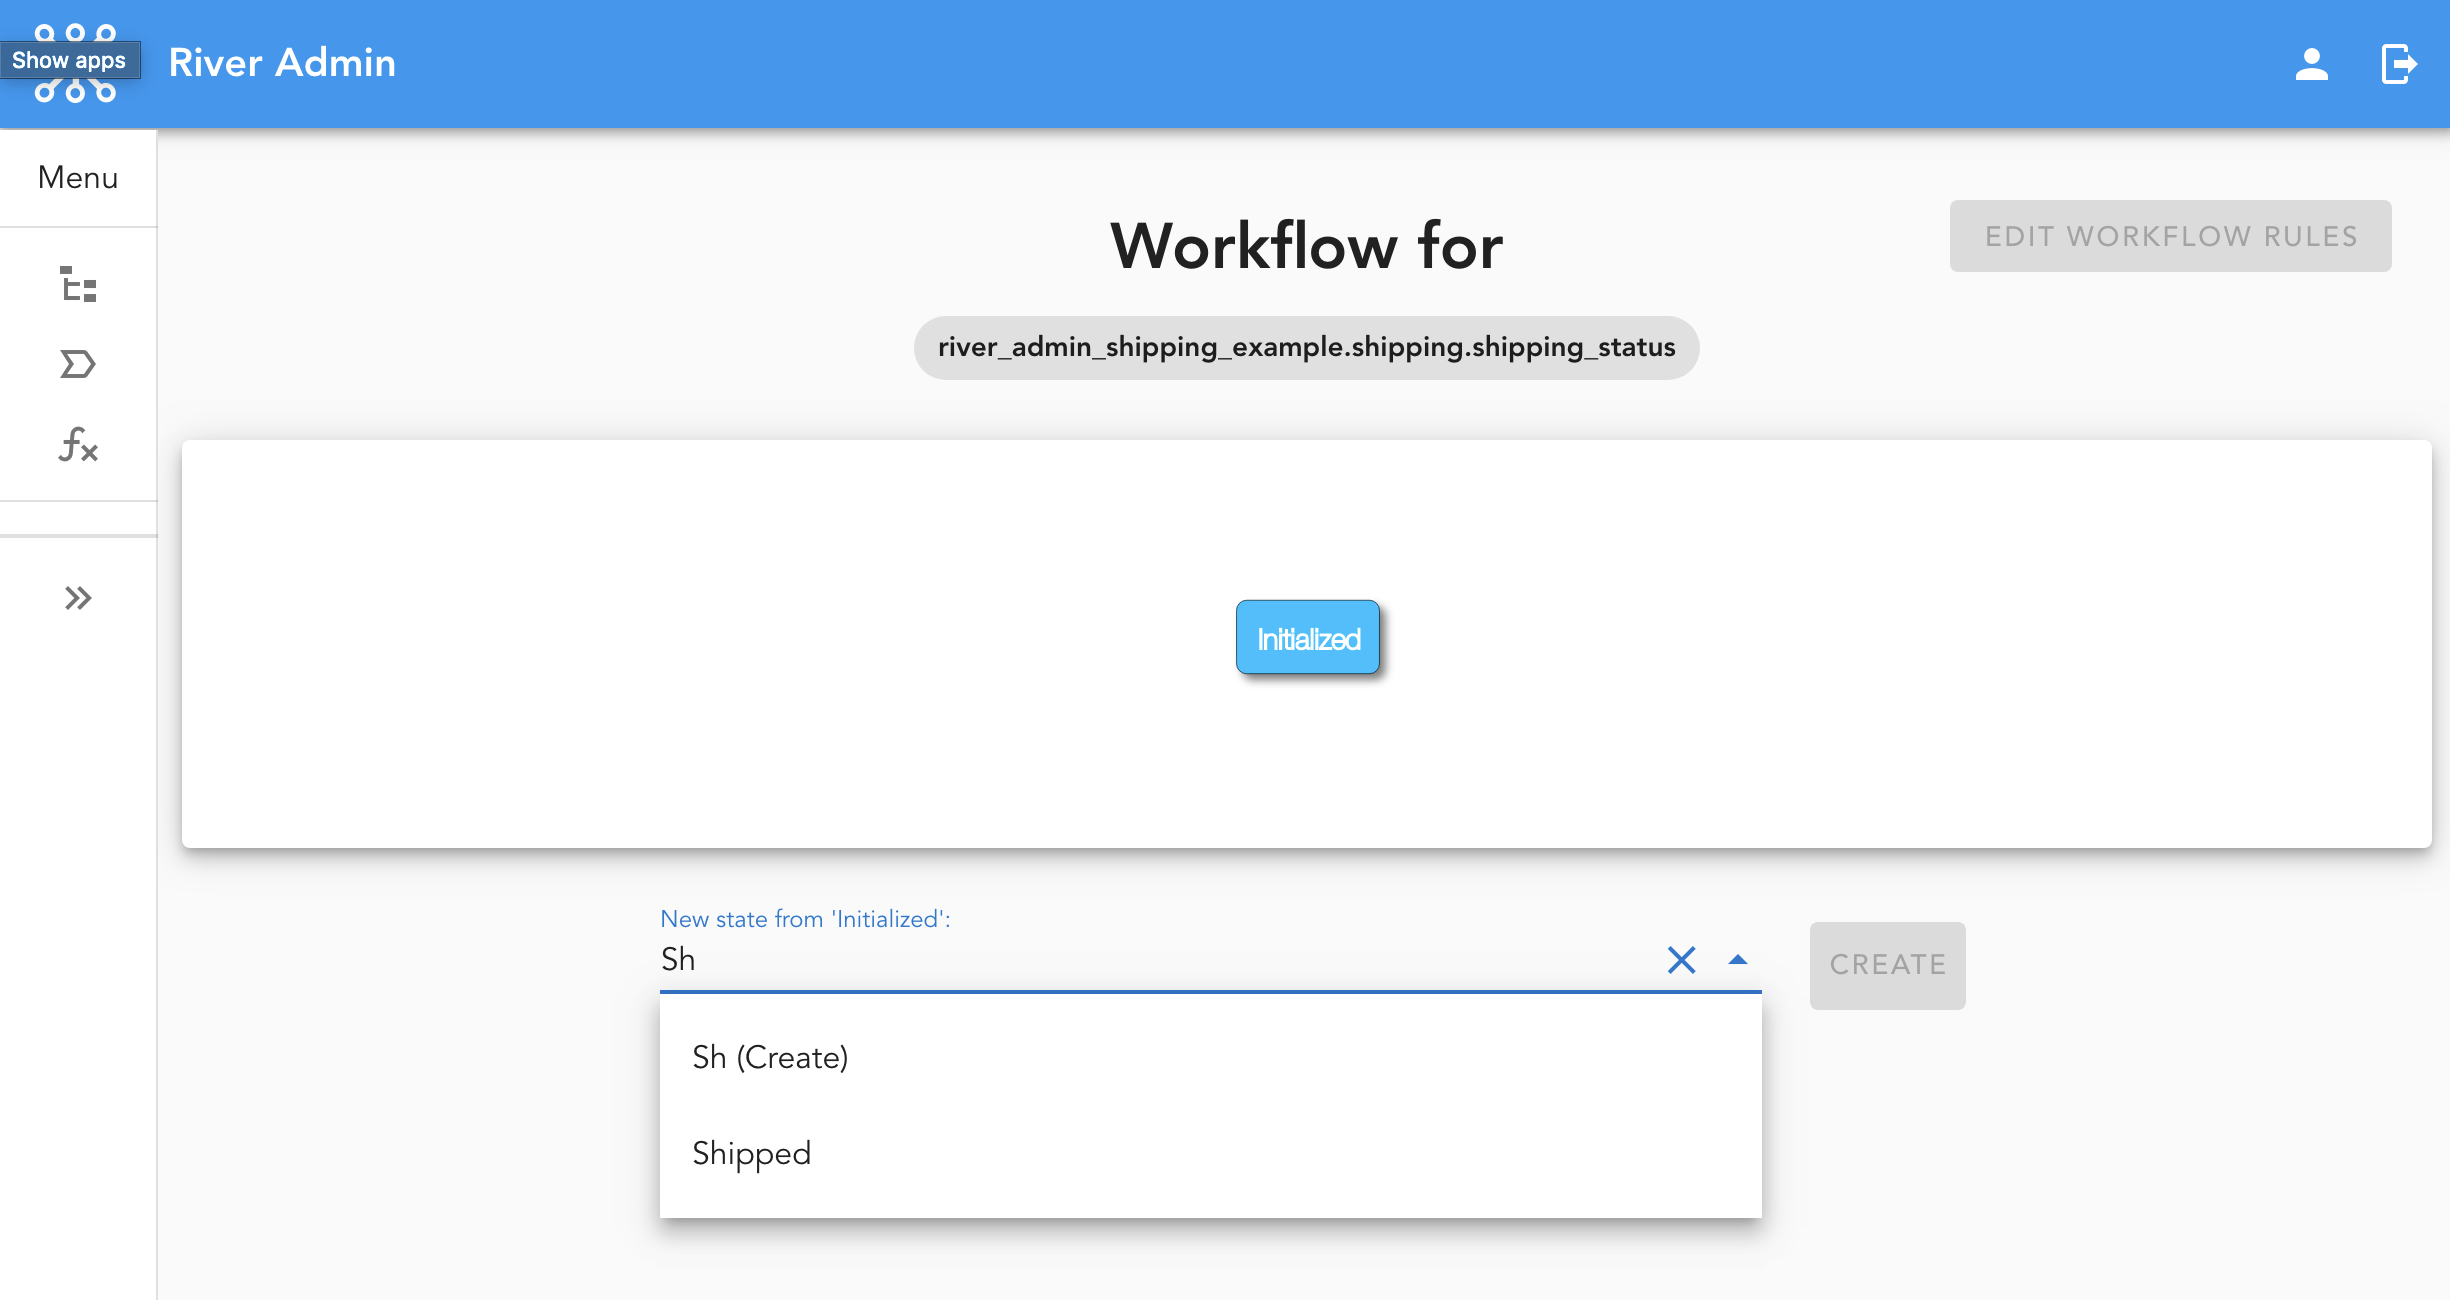 Show apps
River Admin
Menu
Workflow for
EDIT WORKFLOW RULES
river_admin_shipping_example.shipping.shipping_status
Initialized
New state from 'Initialized':
Sh
CREATE
Sh (Create)
Shipped